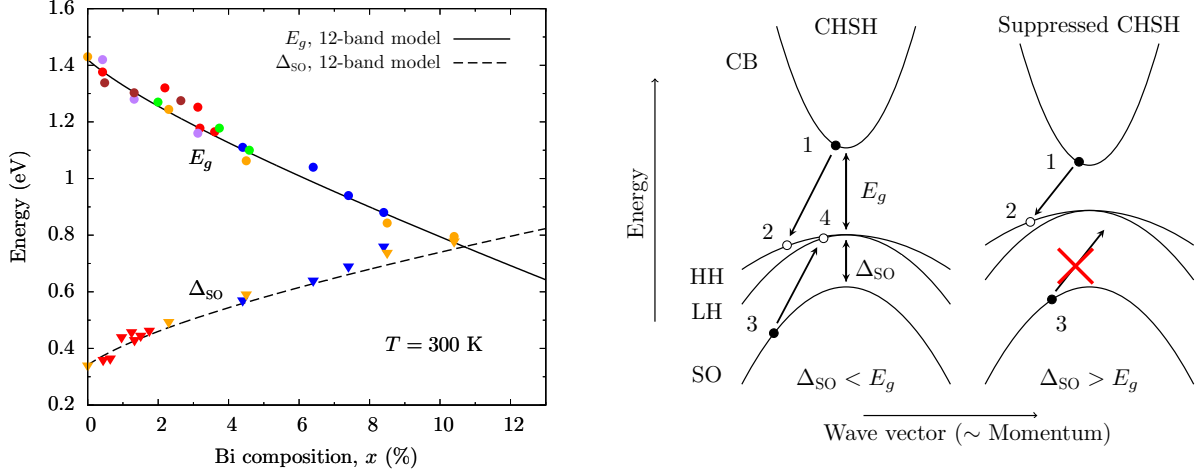 1.6
1.4
1.2
1
0.8
0.6
0.4
0.2
0
2
4
6
8
10
12
Energy (eV)
Bi composition, x (%)
E_g, 12-band model
Δ_SO, 12-band model
E_g
Δ_SO
T = 300 K
CHSH
Suppressed CHSH
CB
1
1
E_g
2
4
2
Energy
HH
Δ_SO
LH
3
3
SO
Δ_SO < E_g
Δ_SO > E_g
Wave vector (∼ Momentum)